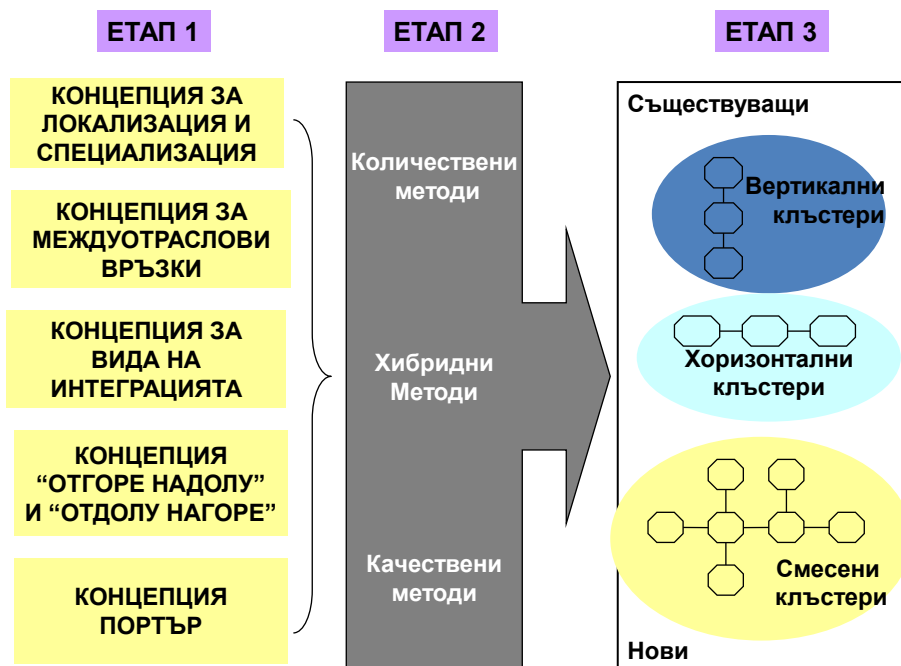 ЕТАП 1
ЕТАП 2
ЕТАП 3
КОНЦЕПЦИЯ ЗА
ЛОКАЛИЗАЦИЯ И
СПЕЦИАЛИЗАЦИЯ
КОНЦЕПЦИЯ ЗА
МЕЖДУОТРАСЛОВИ
ВРЪЗКИ
КОНЦЕПЦИЯ ЗА
ВИДА НА
ИНТЕГРАЦИЯТА
КОНЦЕПЦИЯ
“ОТГОРЕ НАДОЛУ”
И “ОТДОЛУ НАГОРЕ”
КОНЦЕПЦИЯ
ПОРТЪР
Количествени
методи
Хибридни
Методи
Качествени
методи
Съществуващи
Вертикални
клъстери
Хоризонтални
клъстери
Смесени
клъстери
Нови